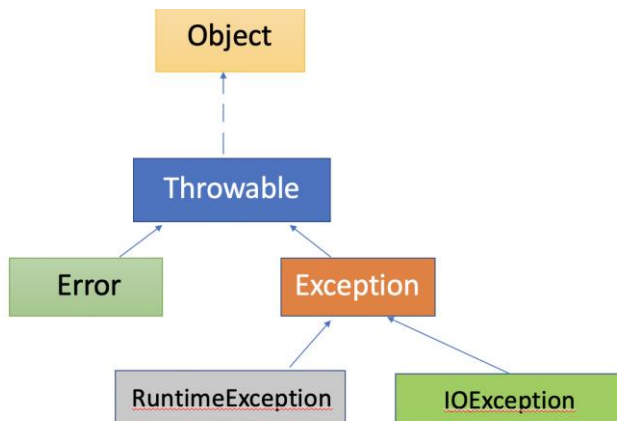 Object
Throwable
Error
Exception
RuntimeException
IOException